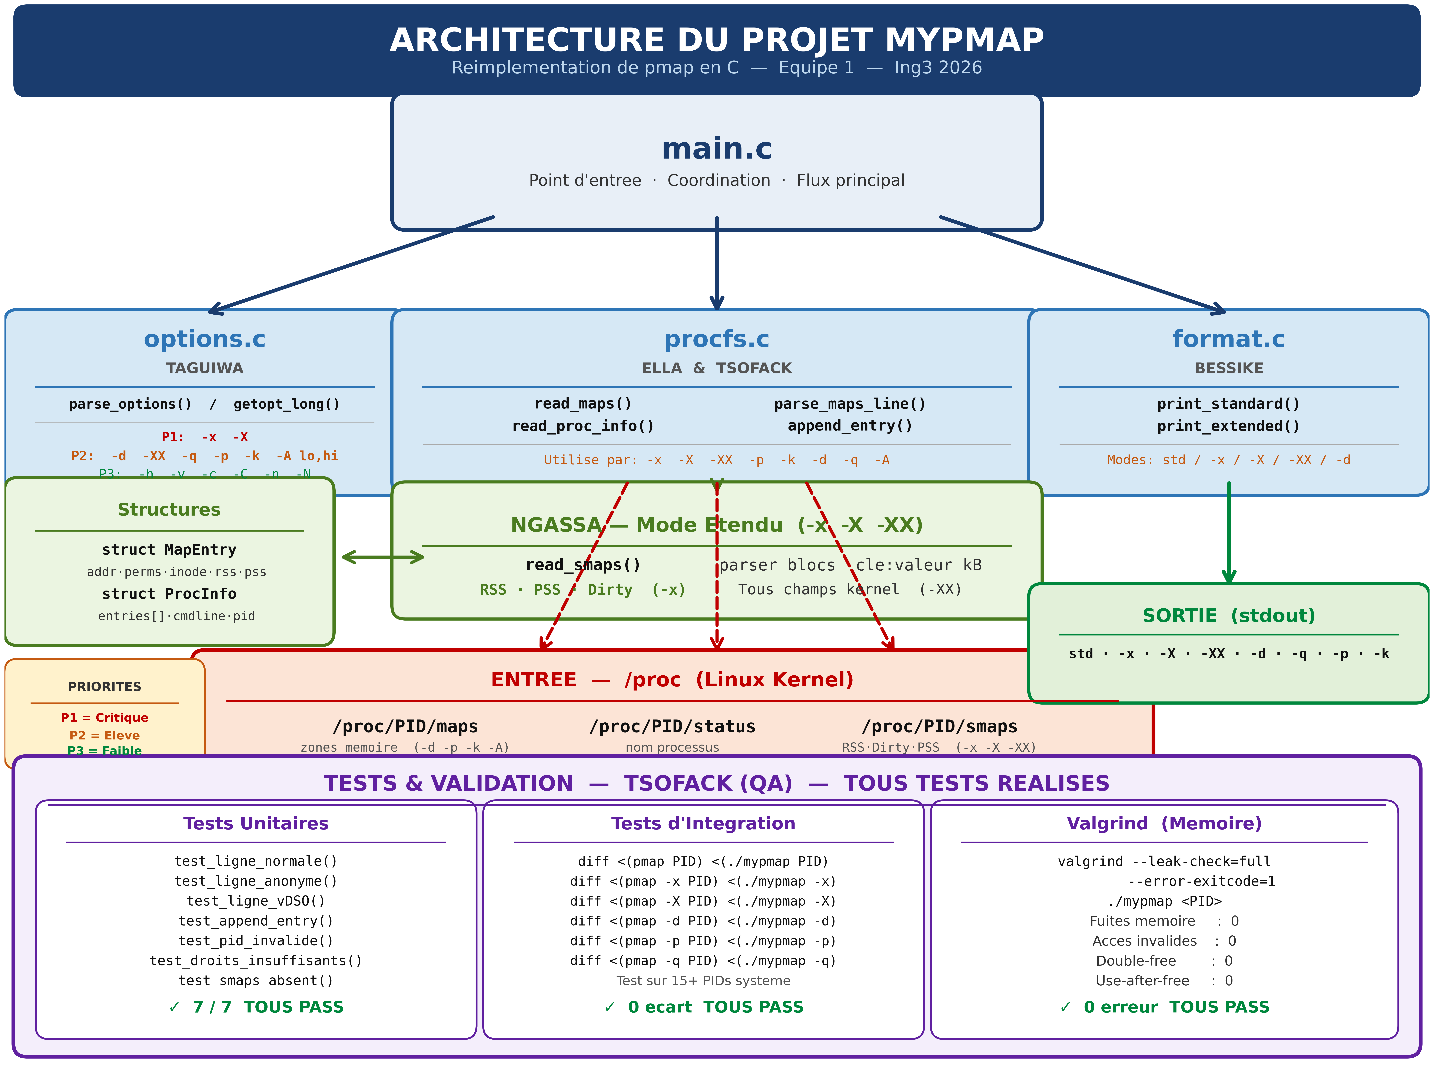 ARCHITECTURE DU PROJET MYPMAP
Reimplementation de pmap en C — Equipe 1 — Ing3 2026
main.c
Point d'entree · Coordination · Flux principal
options.c
TAGUIWA
parse_options() / getopt_long()
P1: -x -X
P2: -d -XX -q -p -k -A lo,hi
P3: -h -v -c -C -n -N
procfs.c
ELLA & TSOFACK
read_maps() parse_maps_line()
read_proc_info() append_entry()
Utilise par: -x -X -XX -p -k -d -q -A
format.c
BESSIKE
print_standard()
print_extended()
Modes: std / -x / -X / -XX / -d
Structures
struct MapEntry
addr·perms·inode·rss·pss
struct ProcInfo
entries[]·cmdline·pid
NGASSA — Mode Etendu (-x -X -XX)
read_smaps() parser blocs cle:valeur kB
RSS · PSS · Dirty (-x) Tous champs kernel (-XX)
SORTIE (stdout)
std · -x · -X · -XX · -d · -q · -p · -k
PRIORITES
P1 = Critique
P2 = Eleve
P3 = Faible
ENTREE — /proc (Linux Kernel)
/proc/PID/maps /proc/PID/status /proc/PID/smaps
zones memoire (-d -p -k -A) nom processus RSS·Dirty·PSS (-x -X -XX)
TESTS & VALIDATION — TSOFACK (QA) — TOUS TESTS REALISES
Tests Unitaires
test_ligne_normale()
test_ligne_anonyme()
test_ligne_vDSO()
test_append_entry()
test_pid_invalide()
test_droits_insuffisants()
test_smaps_absent()
✓ 7 / 7 TOUS PASS
Tests d'Integration
diff <(pmap PID) <(./mypmap PID)
diff <(pmap -x PID) <(./mypmap -x)
diff <(pmap -X PID) <(./mypmap -X)
diff <(pmap -d PID) <(./mypmap -d)
diff <(pmap -p PID) <(./mypmap -p)
diff <(pmap -q PID) <(./mypmap -q)
Test sur 15+ PIDs systeme
✓ 0 ecart TOUS PASS
Valgrind (Memoire)
valgrind --leak-check=full
--error-exitcode=1
./mypmap <PID>
Fuites memoire : 0
Acces invalides : 0
Double-free : 0
Use-after-free : 0
✓ 0 erreur TOUS PASS